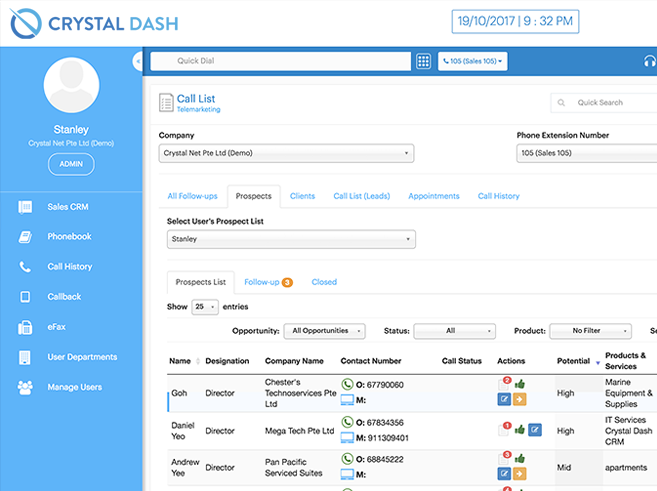 CRYSTAL DASH
19/10/2017 | 9 : 32 PM
«
Quick Dial
105 (Sales 105)
Stanley
Crystal Net Pte Ltd (Demo)
ADMIN
Sales CRM
Phonebook
Call History
Callback
eFax
User Departments
Manage Users
Call List
Telemarketing
Quick Search
Company
Phone Extension Number
Crystal Net Pte Ltd (Demo)
105 (Sales 105)
All Follow-ups Prospects Clients Call List (Leads) Appointments Call History
Select User's Prospect List
Stanley
Prospects List Follow-up 3 Closed
Show 25 entries
Opportunity: All Opportunities Status: All Product: No Filter
Name Designation Company Name Contact Number Call Status Actions Potential Products & Services
Goh Director Chester's Technoservices Pte Ltd O: 67790060 M: 2 High Marine Equipment & Supplies
Daniel Yeo Director Mega Tech Pte Ltd O: 67834356 M: 911309401 1 High IT Services Crystal Dash CRM
Andrew Yee Director Pan Pacific Serviced Suites O: 68845222 M: 3 Mid apartments